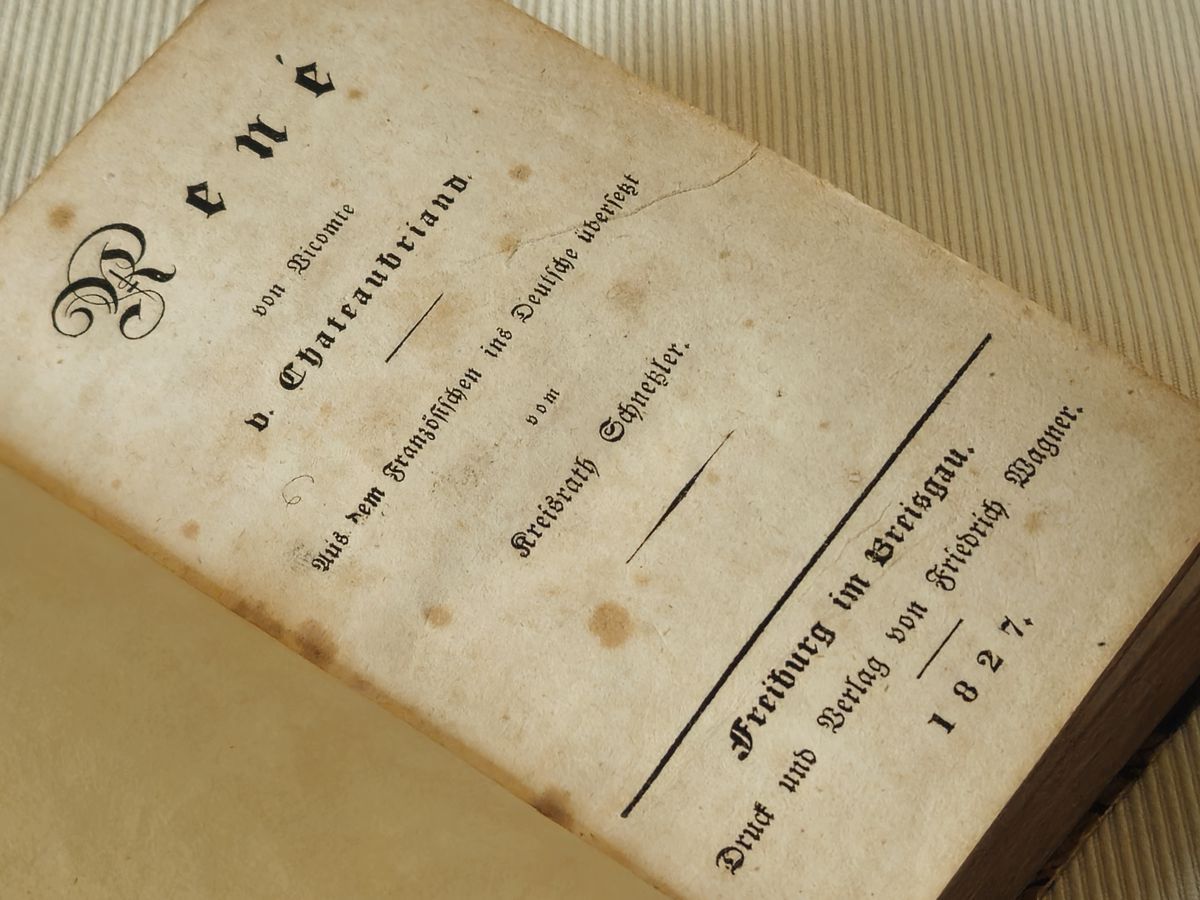 René
von Vicomte
v. Chateaubriand.
Aus dem Französischen ins Deutsche übersetzt
vom
Kreisrath Schnetzler.
Freiburg im Breisgau.
Druck und Verlag von Friedrich Wagner.
1827.